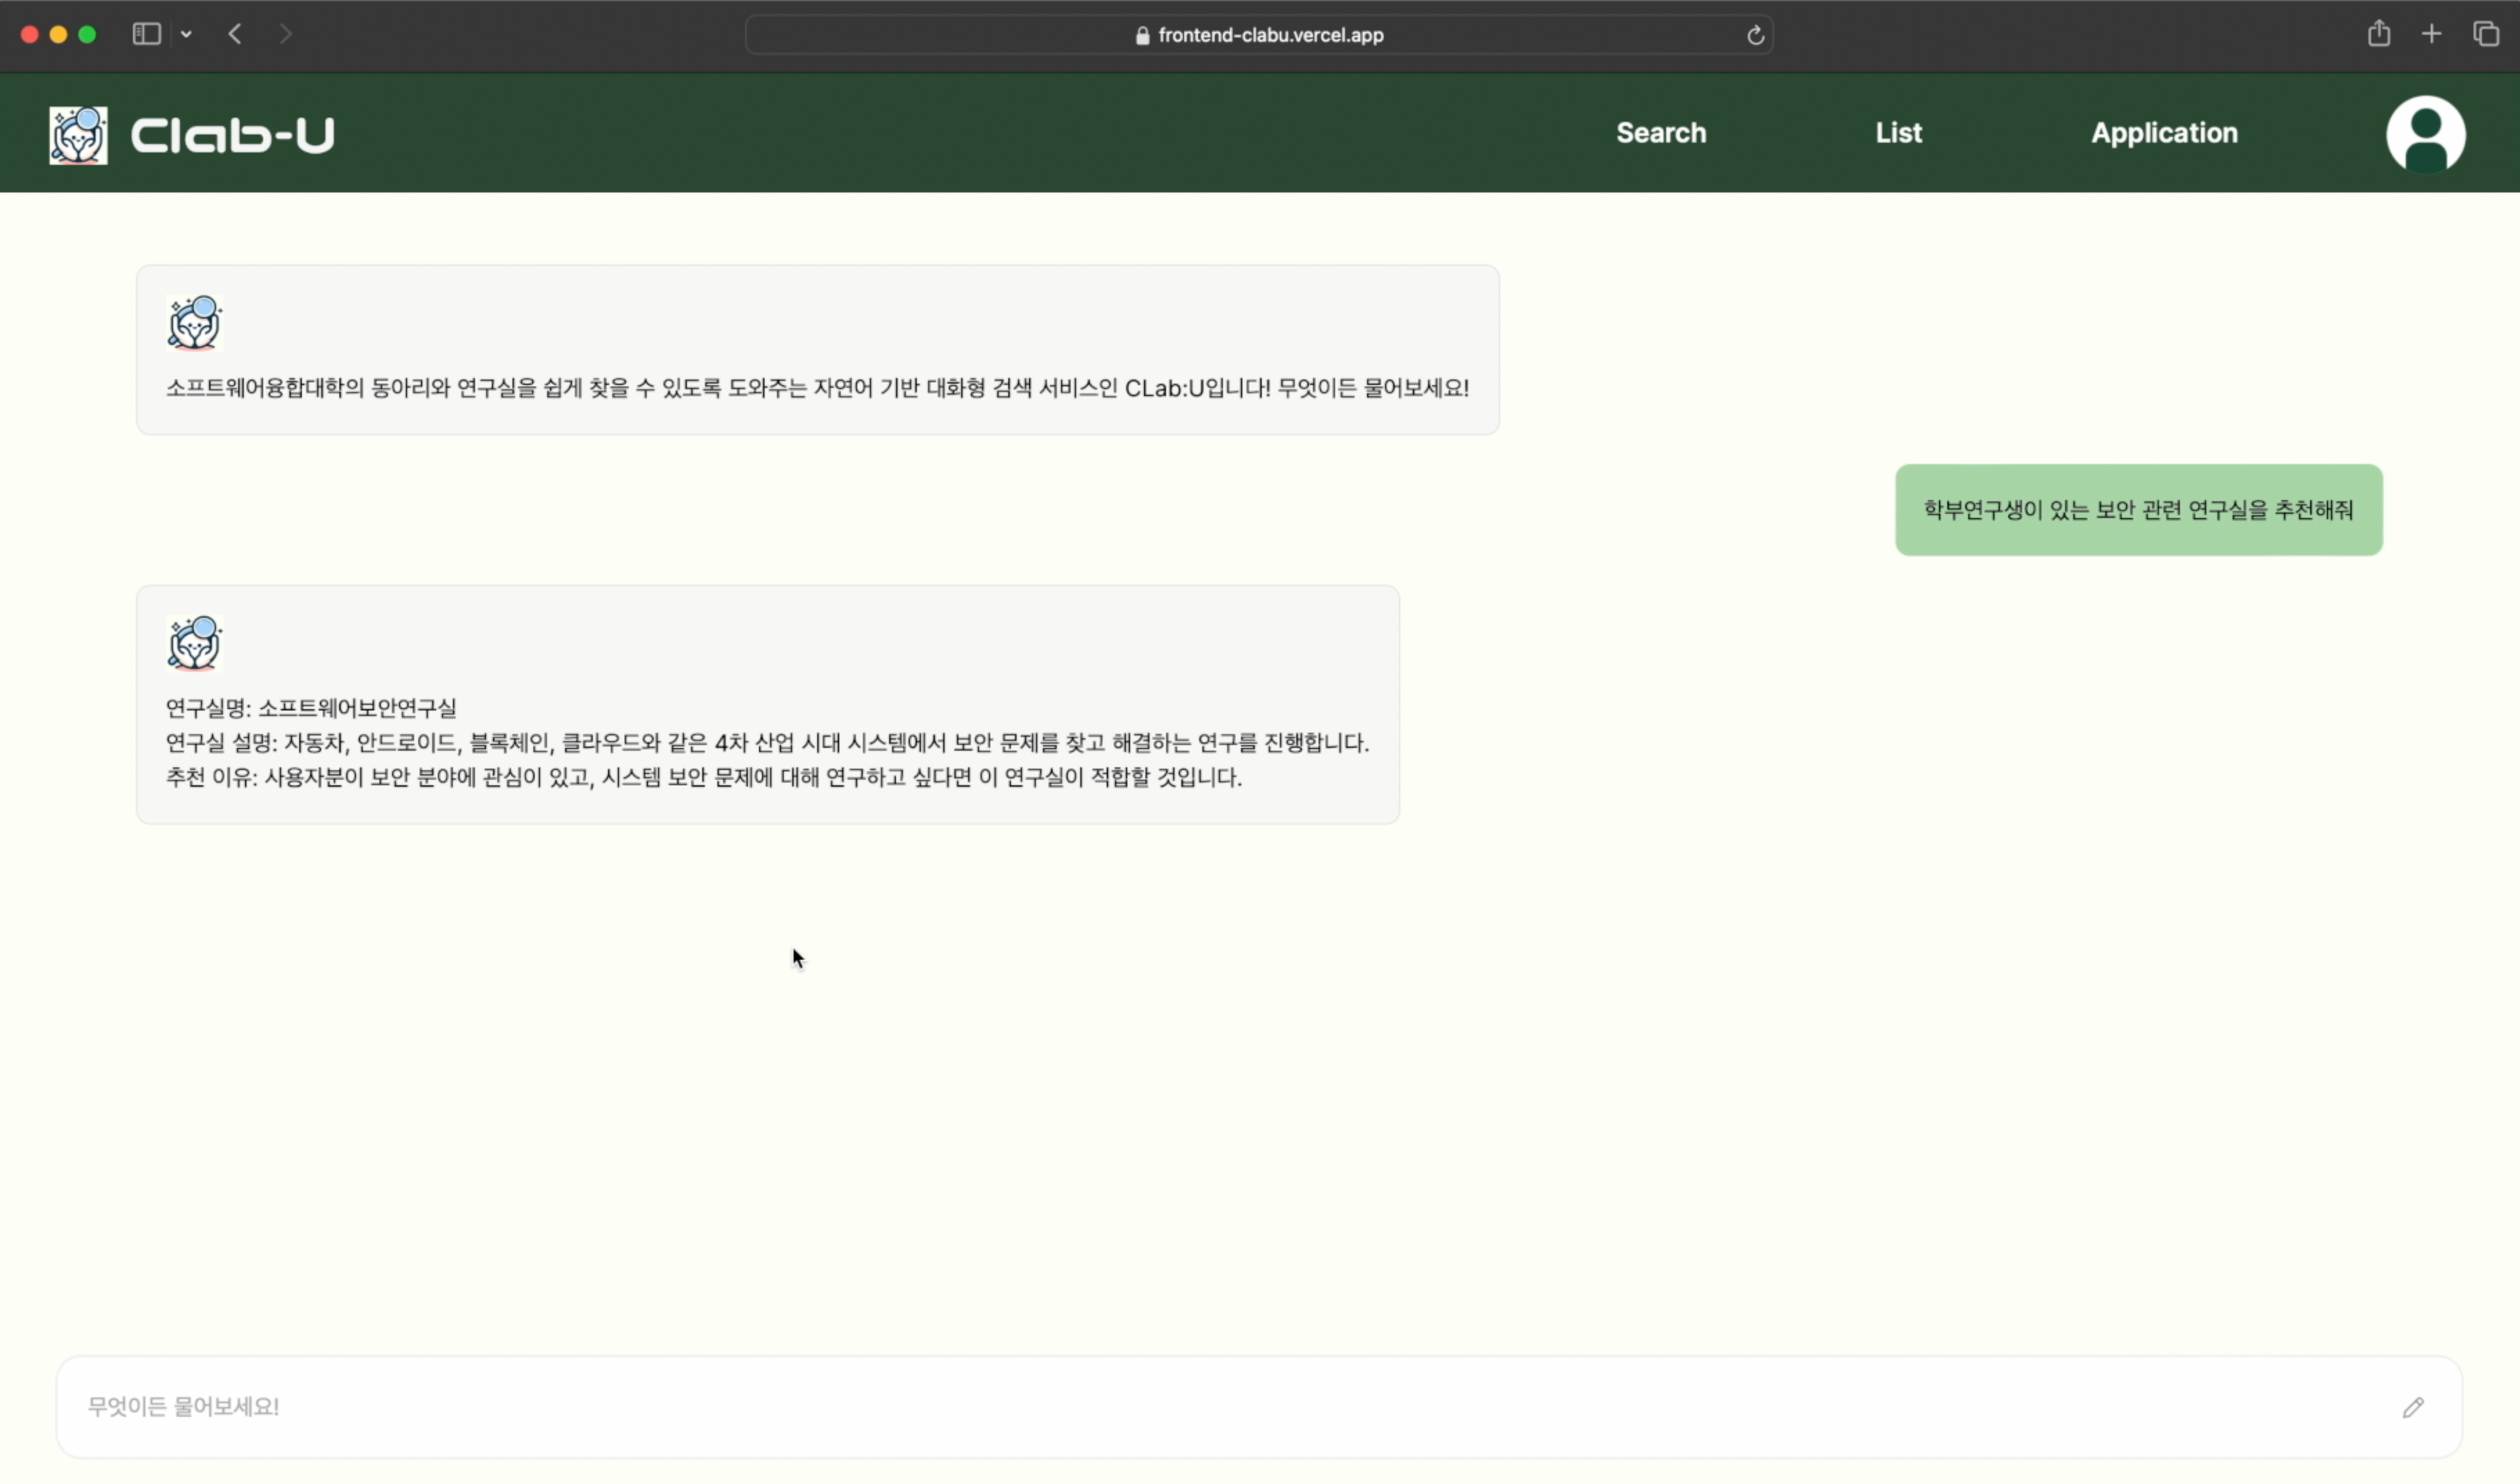 frontend-clabu.vercel.app
Clab-U
Search
List
Application
소프트웨어융합대학의 동아리와 연구실을 쉽게 찾을 수 있도록 도와주는 자연어 기반 대화형 검색 서비스인 CLab:U입니다! 무엇이든 물어보세요!
학부연구생이 있는 보안 관련 연구실을 추천해줘
연구실명: 소프트웨어보안연구실
연구실 설명: 자동차, 안드로이드, 블록체인, 클라우드와 같은 4차 산업 시대 시스템에서 보안 문제를 찾고 해결하는 연구를 진행합니다.
추천 이유: 사용자분이 보안 분야에 관심이 있고, 시스템 보안 문제에 대해 연구하고 싶다면 이 연구실이 적합할 것입니다.
무엇이든 물어보세요!